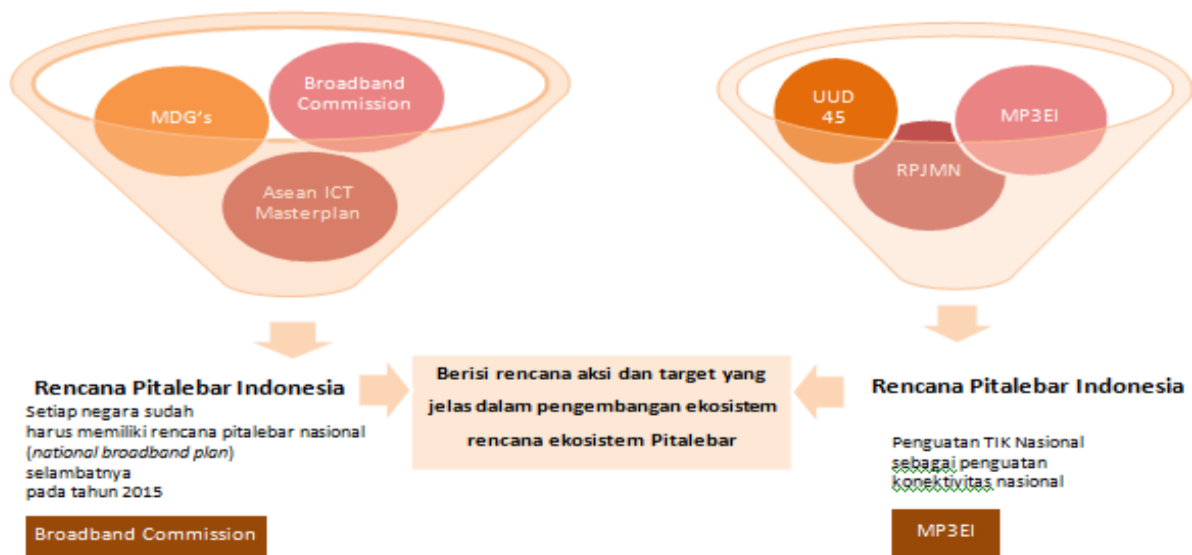 MDG's
Broadband
Commission
Asean ICT
Masterplan
UUD
45
RPJMN
MP3EI
Rencana Pitalebar Indonesia
Setiap negara sudah
harus memiliki rencana pitalebar nasional
(national broadband plan)
selambatnya
pada tahun 2015
Broadband Commission
Berisi rencana aksi dan target yang
jelas dalam pengembangan ekosistem
rencana ekosistem Pitalebar
Rencana Pitalebar Indonesia
Penguatan TIK Nasional
sebagai penguatan
konektivitas nasional
MP3EI